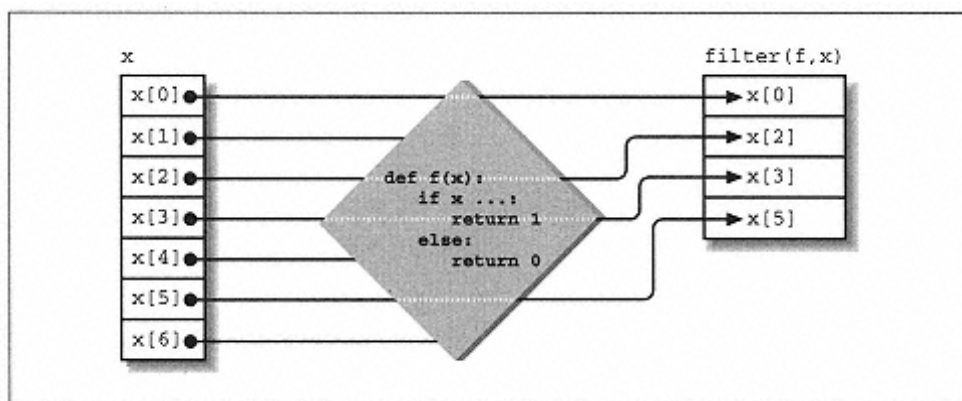 x
x[0]
x[1]
x[2]
x[3]
x[4]
x[5]
x[6]
def f(x):
if x ...:
return 1
else:
return 0
filter(f,x)
x[0]
x[2]
x[3]
x[5]